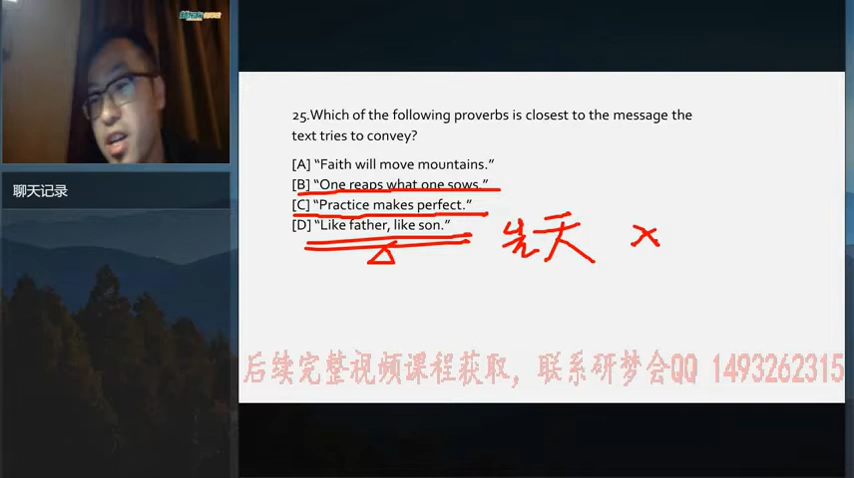 聊天记录
25.Which of the following proverbs is closest to the message the
text tries to convey?
[A] “Faith will move mountains.”
[B] “One reaps what one sows.”
[C] “Practice makes perfect.”
[D] “Like father, like son.”
先天 ×
后续完整视频课程获取，联系研梦会QQ 1493262315